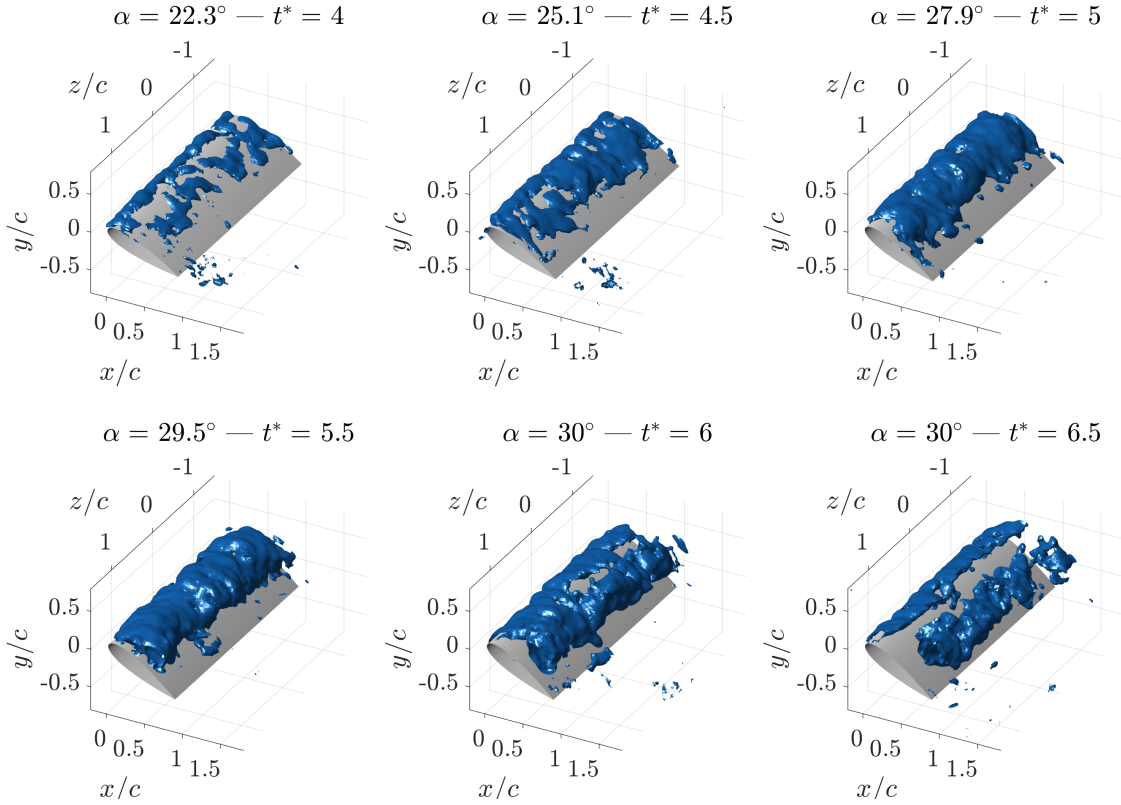 α = 22.3° — t* = 4
-1
z/c
0
1
0.5
0
-0.5
y/c
0
0.5
1
1.5
x/c
α = 25.1° — t* = 4.5
-1
z/c
0
1
0.5
0
-0.5
y/c
0
0.5
1
1.5
x/c
α = 27.9° — t* = 5
-1
z/c
0
1
0.5
0
-0.5
y/c
0
0.5
1
1.5
x/c
α = 29.5° — t* = 5.5
-1
z/c
0
1
0.5
0
-0.5
y/c
0
0.5
1
1.5
x/c
α = 30° — t* = 6
-1
z/c
0
1
0.5
0
-0.5
y/c
0
0.5
1
1.5
x/c
α = 30° — t* = 6.5
-1
z/c
0
1
0.5
0
-0.5
y/c
0
0.5
1
1.5
x/c